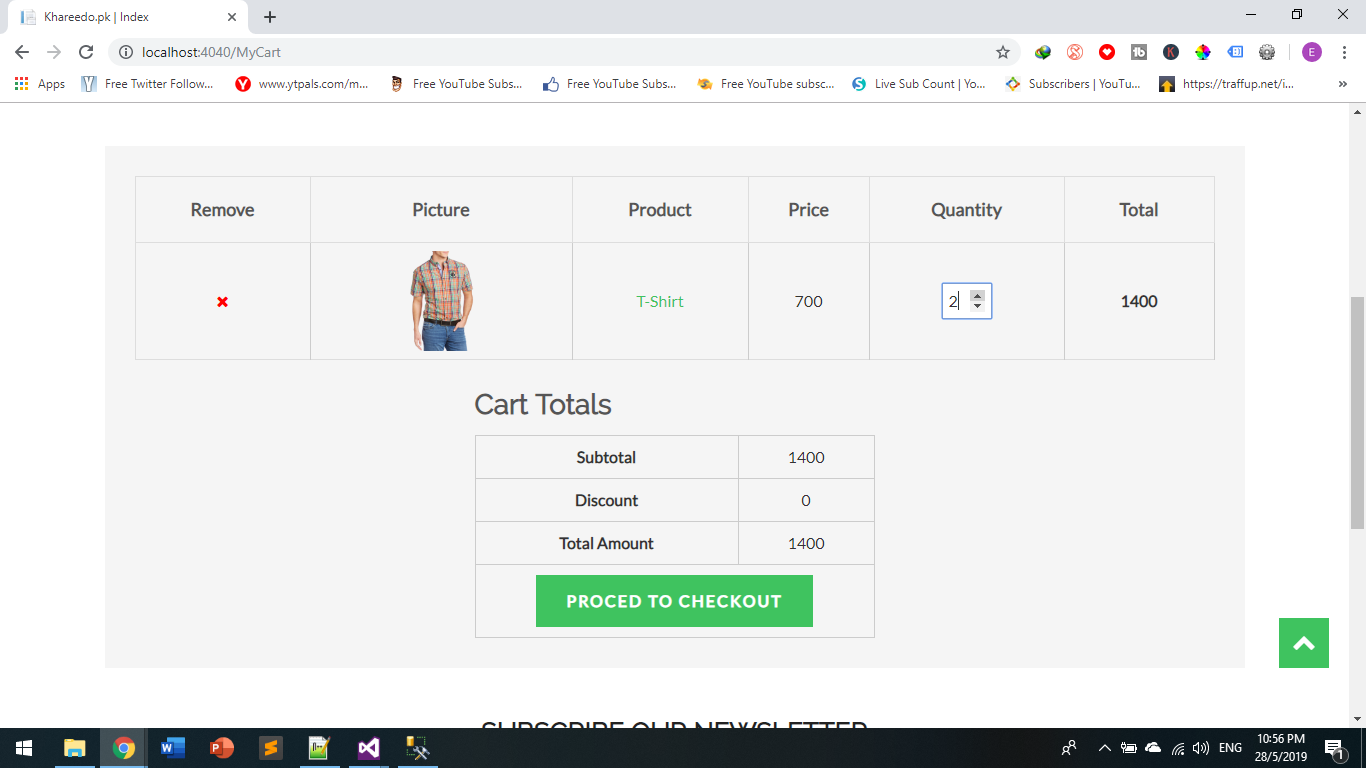 Khareedo.pk | Index
localhost:4040/MyCart
E
Apps Free Twitter Follow... www.ytpals.com/m... Free YouTube Subs... Free YouTube Subs... Free YouTube subsc... Live Sub Count | Yo... Subscribers | YouTu... https://traffup.net/i... »
Remove Picture Product Price Quantity Total
T-Shirt 700 2 1400
Cart Totals
Subtotal 1400
Discount 0
Total Amount 1400
PROCED TO CHECKOUT
SUBSCRIBE OUR NEWSLETTER
10:56 PM
ENG
28/5/2019
1